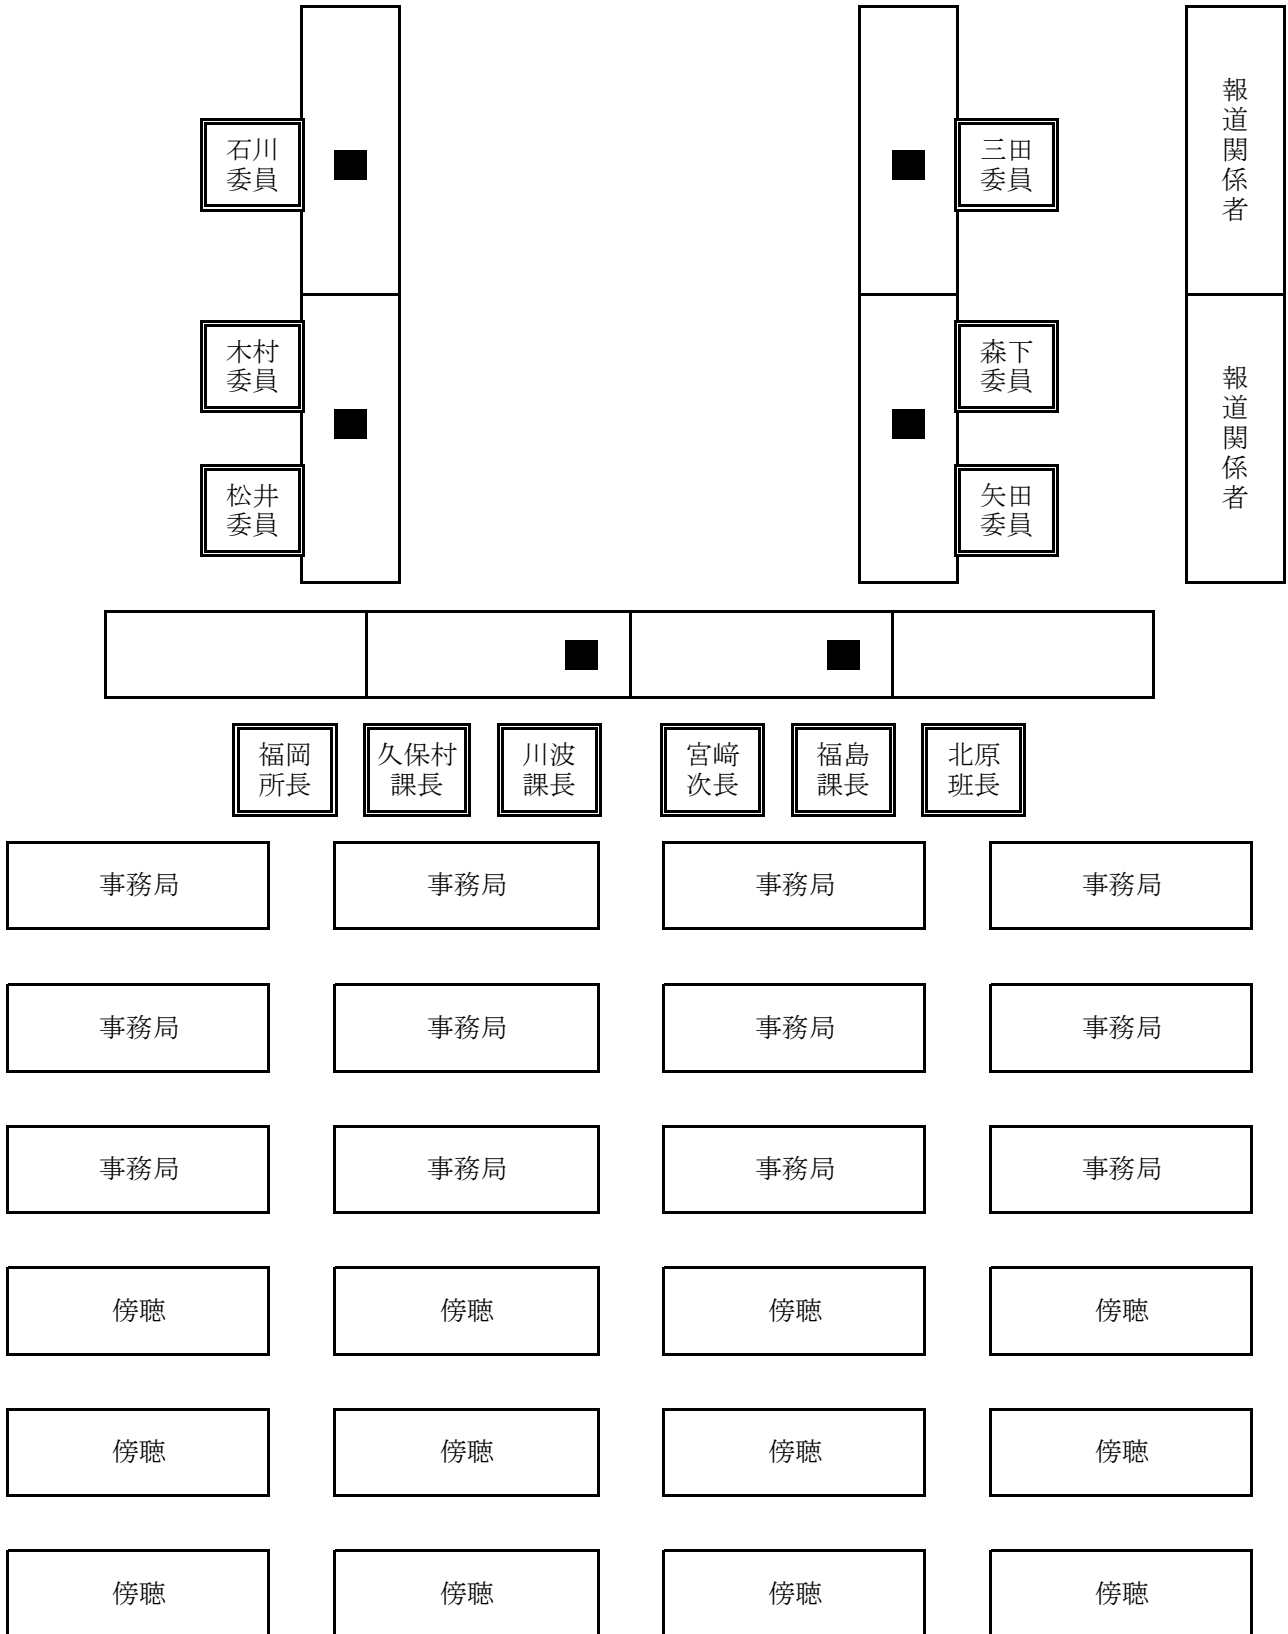 石川
委員
三田
委員
報道関係者
木村
委員
森下
委員
報道関係者
松井
委員
矢田
委員
福岡
所長
久保村
課長
川波
課長
宮﨑
次長
福島
課長
北原
班長
事務局
事務局
事務局
事務局
事務局
事務局
事務局
事務局
事務局
事務局
事務局
事務局
傍聴
傍聴
傍聴
傍聴
傍聴
傍聴
傍聴
傍聴
傍聴
傍聴
傍聴
傍聴